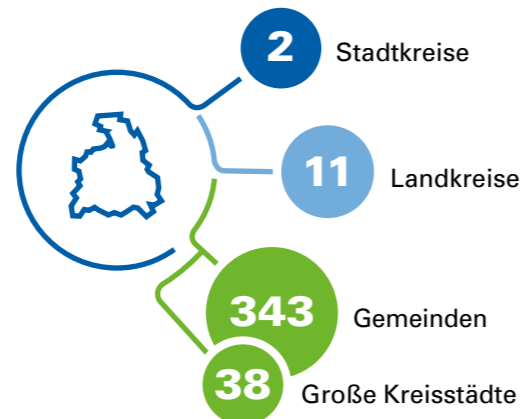 2 Stadtkreise
11 Landkreise
343 Gemeinden
38 Große Kreisstädte